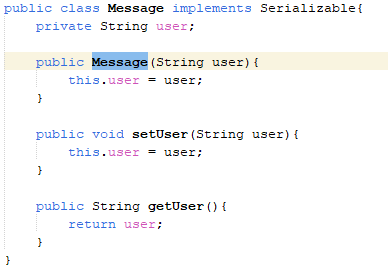 public class Message implements Serializable{
    private String user;

    public Message(String user){
        this.user = user;
    }

    public void setUser(String user){
        this.user = user;
    }

    public String getUser(){
        return user;
    }
}